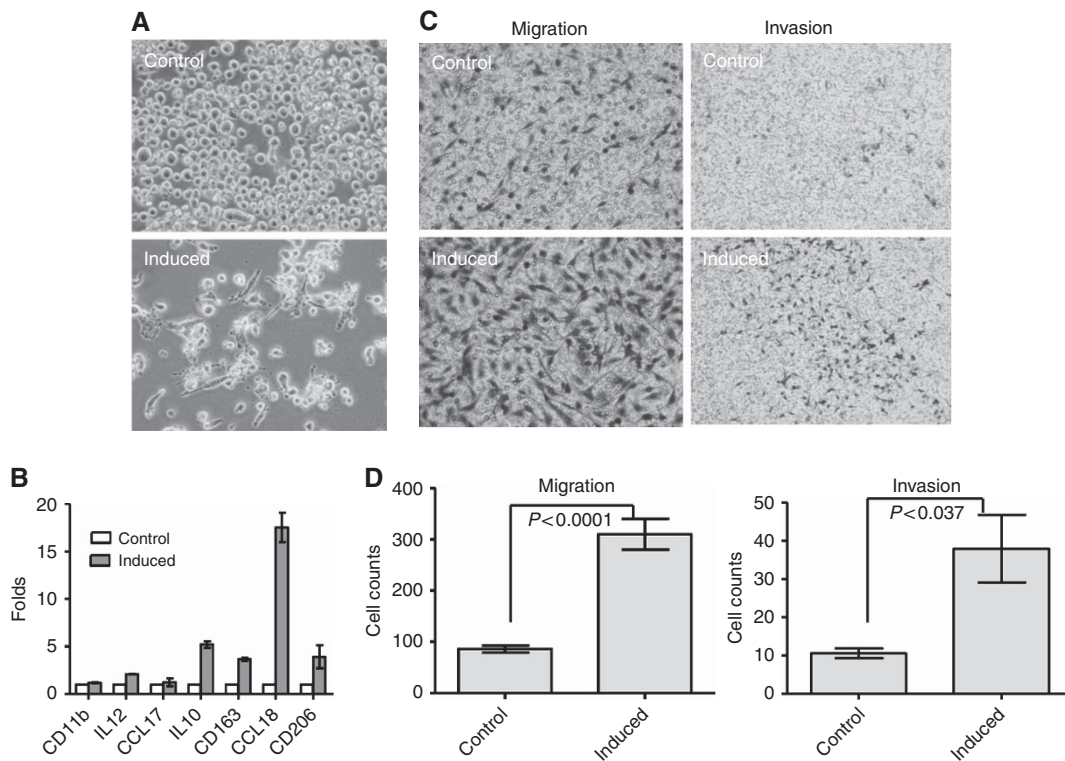 A
Control
Induced
C
Migration
Invasion
Control
Control
Induced
Induced
B
20
15
10
5
0
Folds
Control
Induced
CD11b
IL12
CCL17
IL10
CD163
CCL18
CD206
D
Migration
400
300
200
100
0
Cell counts
P<0.0001
Control
Induced
Invasion
50
40
30
20
10
0
Cell counts
P<0.037
Control
Induced